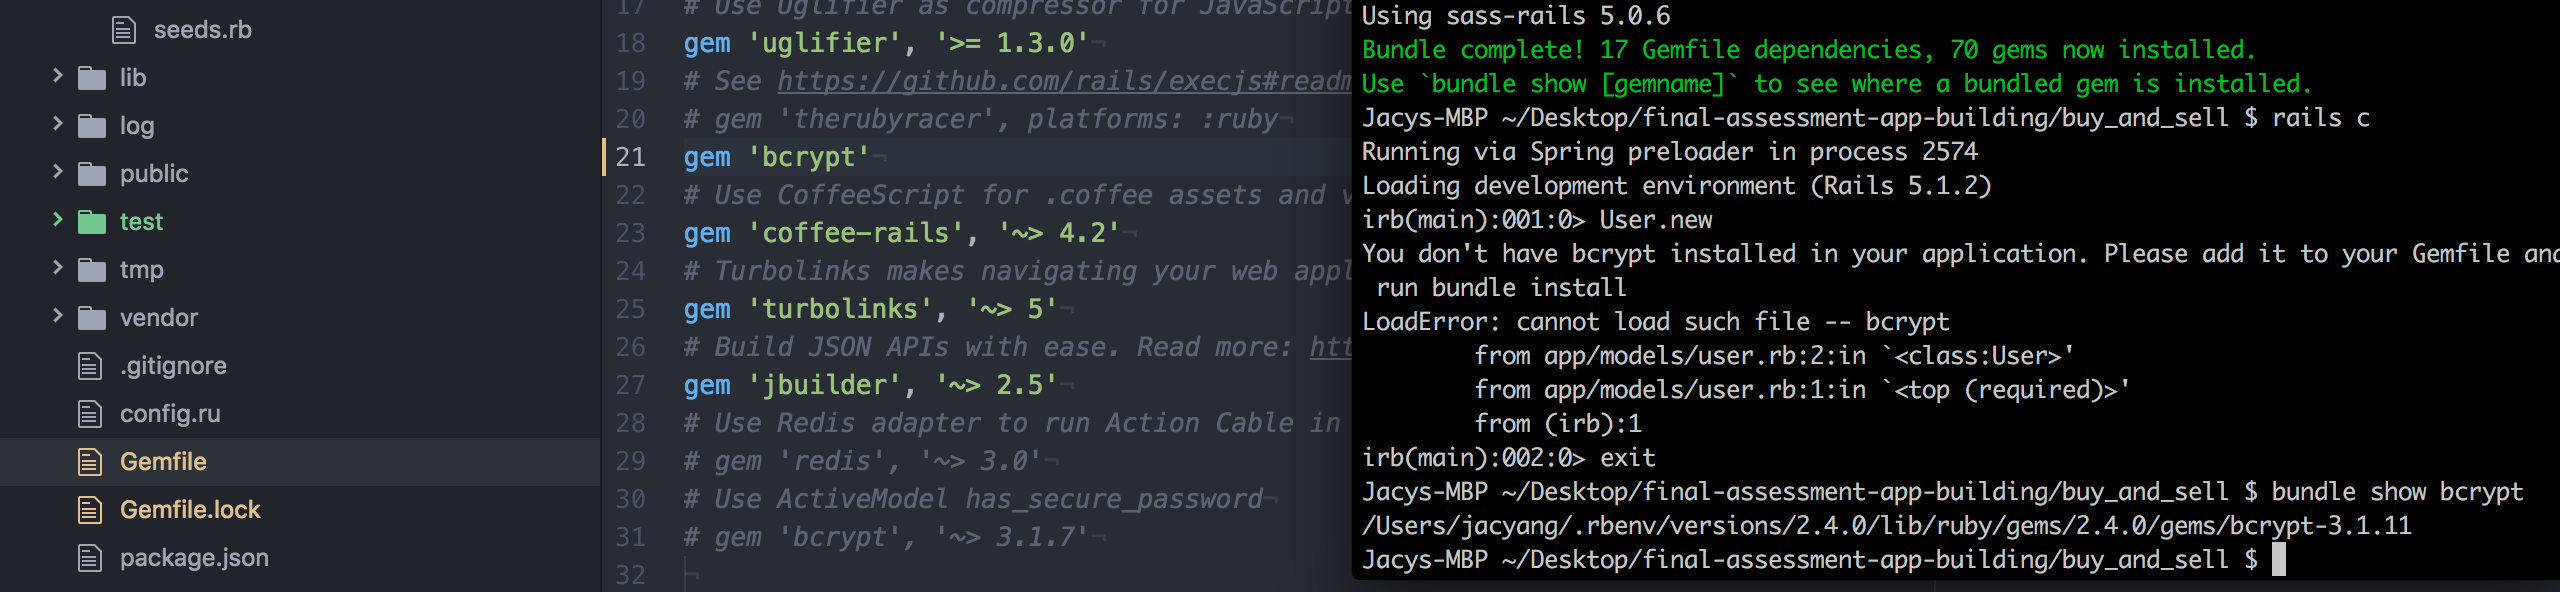 seeds.rb
lib
log
public
test
tmp
vendor
.gitignore
config.ru
Gemfile
Gemfile.lock
package.json
17 # Use Uglifier as compressor for JavaScript
18 gem 'uglifier', '>= 1.3.0'¬
19 # See https://github.com/rails/execjs#readm
20 # gem 'therubyracer', platforms: :ruby¬
21 gem 'bcrypt'¬
22 # Use CoffeeScript for .coffee assets and v
23 gem 'coffee-rails', '~> 4.2'¬
24 # Turbolinks makes navigating your web appl
25 gem 'turbolinks', '~> 5'¬
26 # Build JSON APIs with ease. Read more: htt
27 gem 'jbuilder', '~> 2.5'¬
28 # Use Redis adapter to run Action Cable in
29 # gem 'redis', '~> 3.0'¬
30 # Use ActiveModel has_secure_password¬
31 # gem 'bcrypt', '~> 3.1.7'¬
32 ¬
Using sass-rails 5.0.6
Bundle complete! 17 Gemfile dependencies, 70 gems now installed.
Use `bundle show [gemname]` to see where a bundled gem is installed.
Jacys-MBP ~/Desktop/final-assessment-app-building/buy_and_sell $ rails c
Running via Spring preloader in process 2574
Loading development environment (Rails 5.1.2)
irb(main):001:0> User.new
You don't have bcrypt installed in your application. Please add it to your Gemfile and
run bundle install
LoadError: cannot load such file -- bcrypt
from app/models/user.rb:2:in `<class:User>'
from app/models/user.rb:1:in `<top (required)>'
from (irb):1
irb(main):002:0> exit
Jacys-MBP ~/Desktop/final-assessment-app-building/buy_and_sell $ bundle show bcrypt
/Users/jacyang/.rbenv/versions/2.4.0/lib/ruby/gems/2.4.0/gems/bcrypt-3.1.11
Jacys-MBP ~/Desktop/final-assessment-app-building/buy_and_sell $